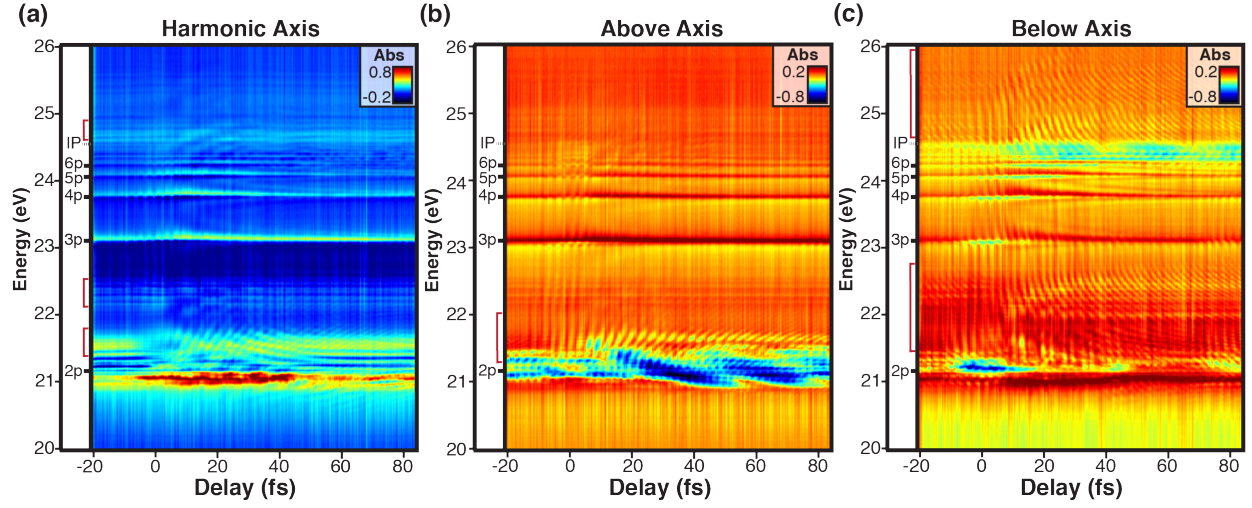 (a)
Harmonic Axis
Abs
0.8
-0.2
26
25
IP
6p
5p
24
4p
3p
23
22
2p
21
20
Energy (eV)
-20 0 20 40 60 80
Delay (fs)
(b)
Above Axis
Abs
0.2
-0.8
26
25
IP
6p
5p
24
4p
3p
23
22
2p
21
20
Energy (eV)
-20 0 20 40 60 80
Delay (fs)
(c)
Below Axis
Abs
0.2
-0.8
26
25
IP
6p
5p
24
4p
3p
23
22
2p
21
20
Energy (eV)
-20 0 20 40 60 80
Delay (fs)